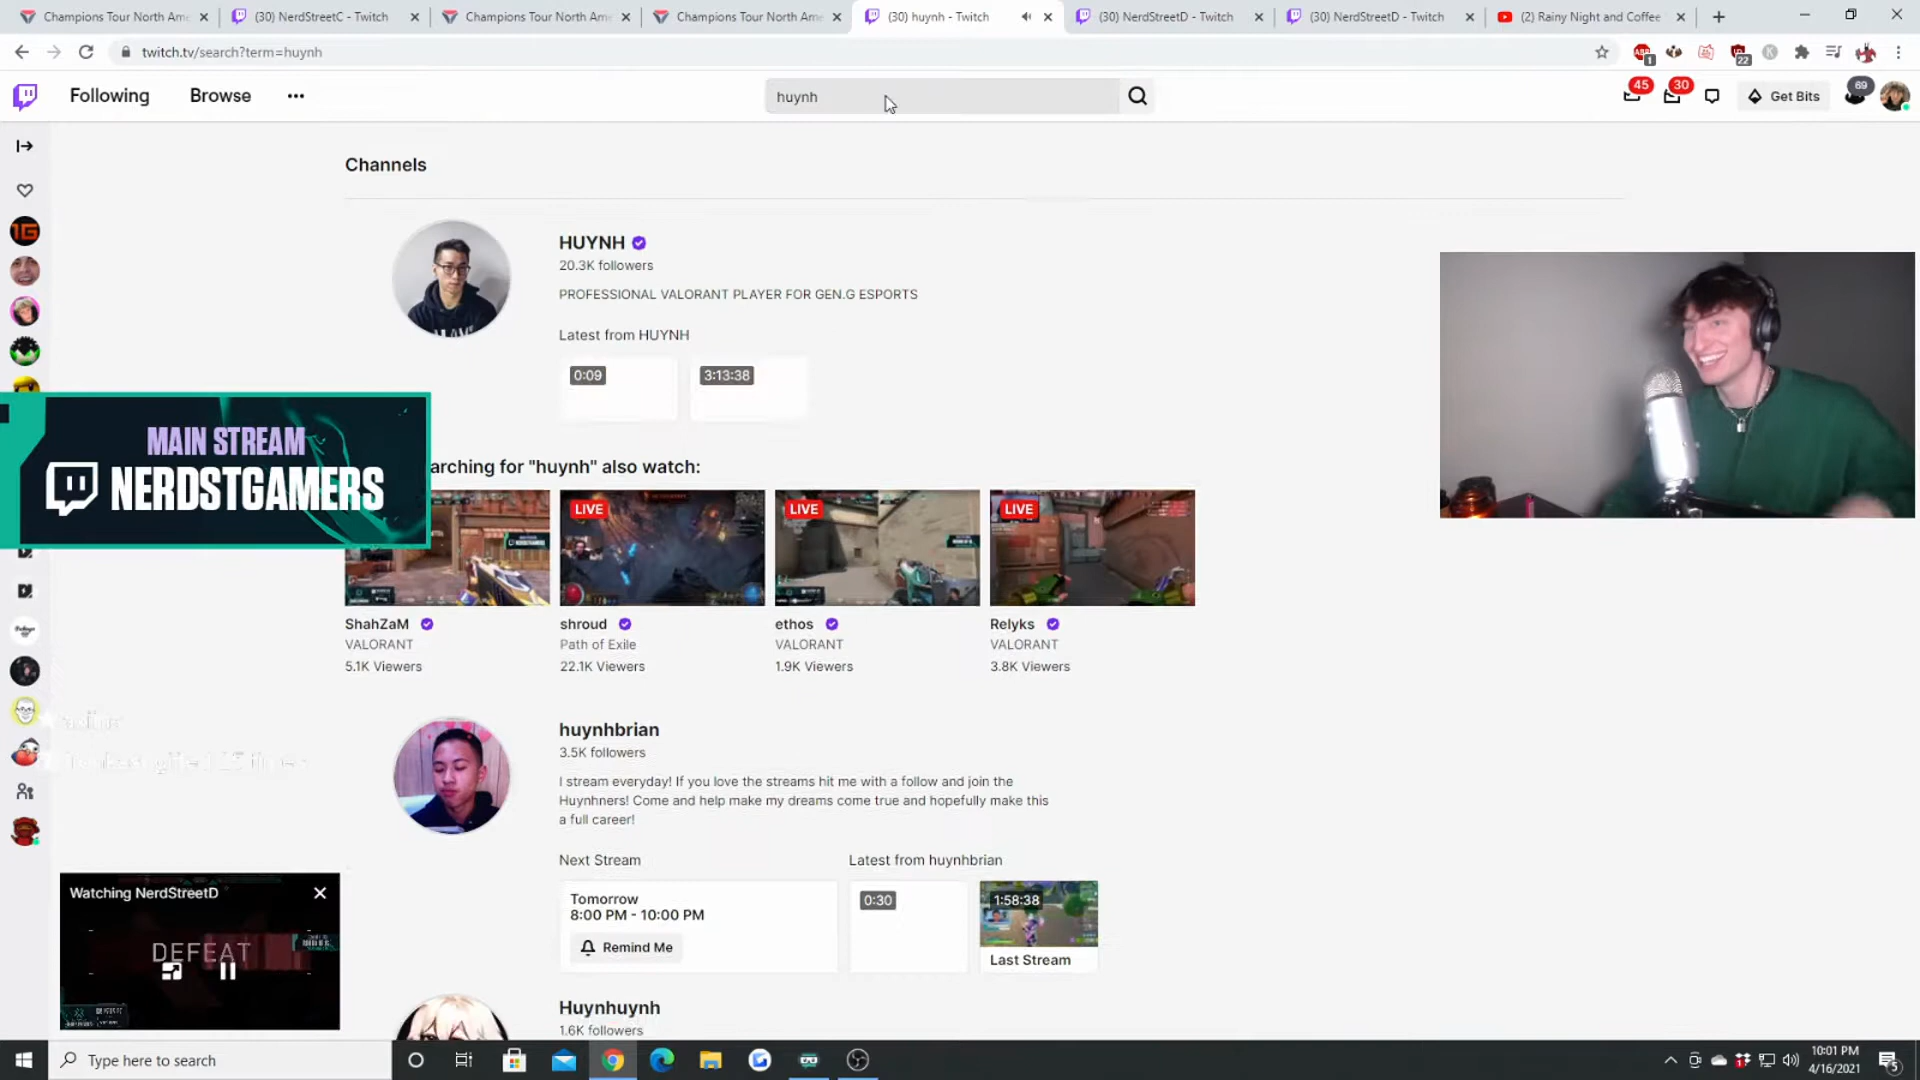 Champions Tour North Ame
(30) NerdStreetC - Twitch
Champions Tour North Ame
Champions Tour North Ame
(30) huynh - Twitch
(30) NerdStreetD - Twitch
(30) NerdStreetD - Twitch
(2) Rainy Night and Coffee
twitch.tv/search?term=huynh
1
22
Following
Browse
huynh
45
30
Get Bits
69
Channels
HUYNH
20.3K followers
PROFESSIONAL VALORANT PLAYER FOR GEN.G ESPORTS
Latest from HUYNH
0:09
3:13:38
MAIN STREAM
NERDSTGAMERS
arching for "huynh" also watch:
LIVE
LIVE
LIVE
ShahZaM
VALORANT
5.1K Viewers
shroud
Path of Exile
22.1K Viewers
ethos
VALORANT
1.9K Viewers
Relyks
VALORANT
3.8K Viewers
huynhbrian
3.5K followers
I stream everyday! If you love the streams hit me with a follow and join the
Huynhners! Come and help make my dreams come true and hopefully make this
a full career!
Next Stream
Tomorrow
8:00 PM - 10:00 PM
Remind Me
Latest from huynhbrian
0:30
1:58:38
Last Stream
Watching NerdStreetD
DEFEAT
Huynhuynh
1.6K followers
Type here to search
10:01 PM
4/16/2021
5